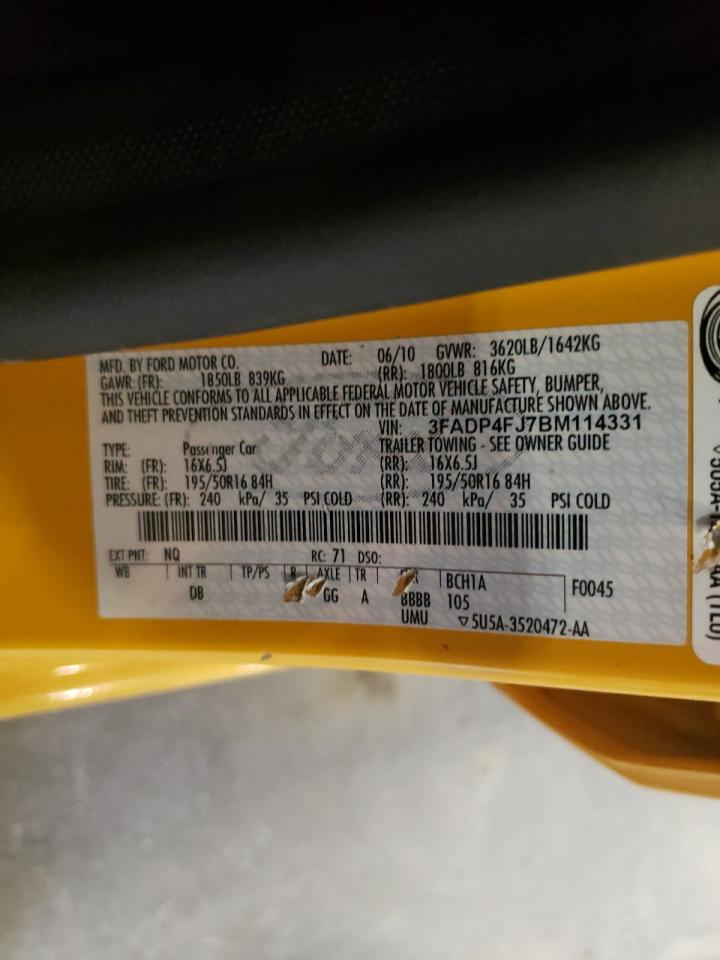 MFD. BY FORD MOTOR CO. DATE: 06/10 GVWR: 3620LB/1642KG
GAWR: (FR): 1850LB 839KG (RR): 1800LB 816KG
THIS VEHICLE CONFORMS TO ALL APPLICABLE FEDERAL MOTOR VEHICLE SAFETY, BUMPER,
AND THEFT PREVENTION STANDARDS IN EFFECT ON THE DATE OF MANUFACTURE SHOWN ABOVE.
VIN: 3FADP4FJ7BM114331
TYPE: Passenger Car TRAILER TOWING - SEE OWNER GUIDE
RIM: (FR): 16X6.5J (RR): 16X6.5J
TIRE: (FR): 195/50R16 84H (RR): 195/50R16 84H
PRESSURE: (FR): 240 kPa/ 35 PSI COLD (RR): 240 kPa/ 35 PSI COLD
EXT PNT: NQ RC: 71 DSO:
WB INT TR TP/PS R AXLE TR BCH1A F0045
DB GG A BBBB 105
UMU ▽5U5A-3520472-AA
(TLU)